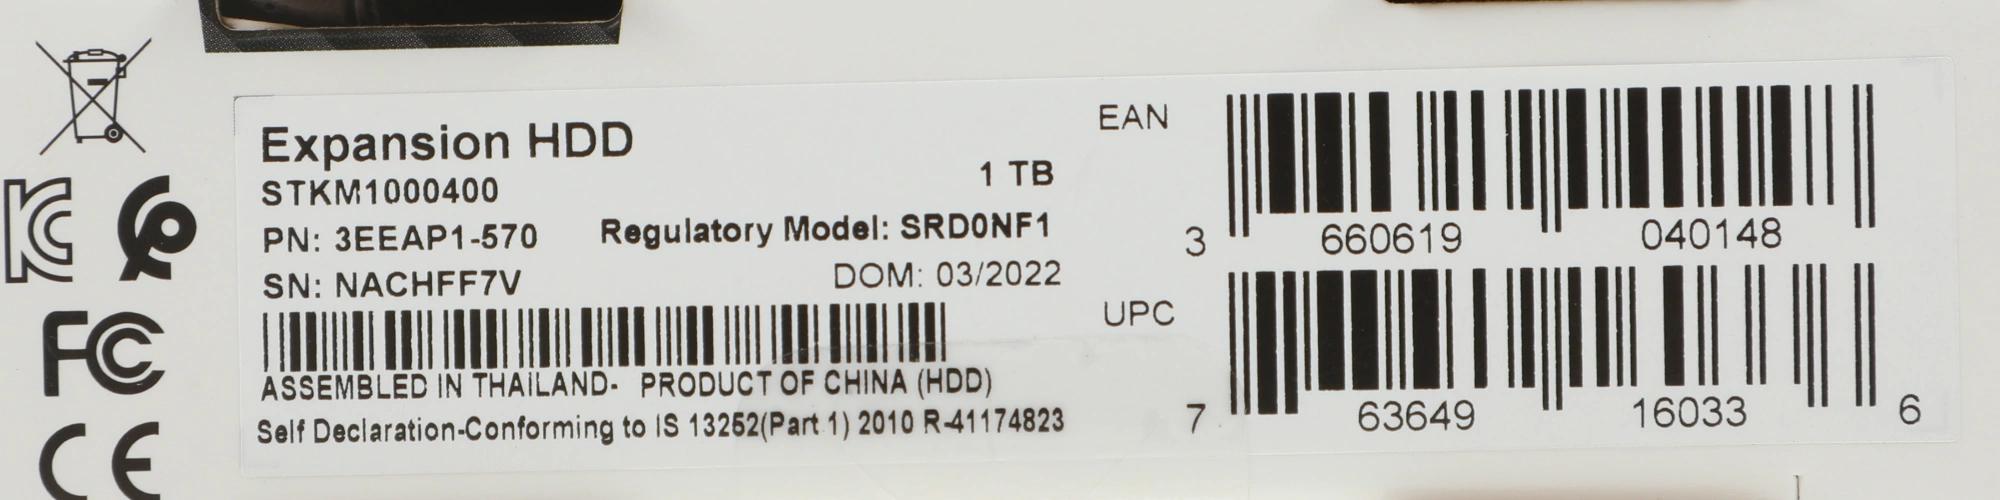 Expansion HDD
STKM1000400
1 TB
PN: 3EEAP1-570
Regulatory Model: SRD0NF1
SN: NACHFF7V
DOM: 03/2022
ASSEMBLED IN THAILAND- PRODUCT OF CHINA (HDD)
Self Declaration-Conforming to IS 13252(Part 1) 2010 R-41174823
EAN
3 660619 040148
UPC
7 63649 16033 6
FC
CE